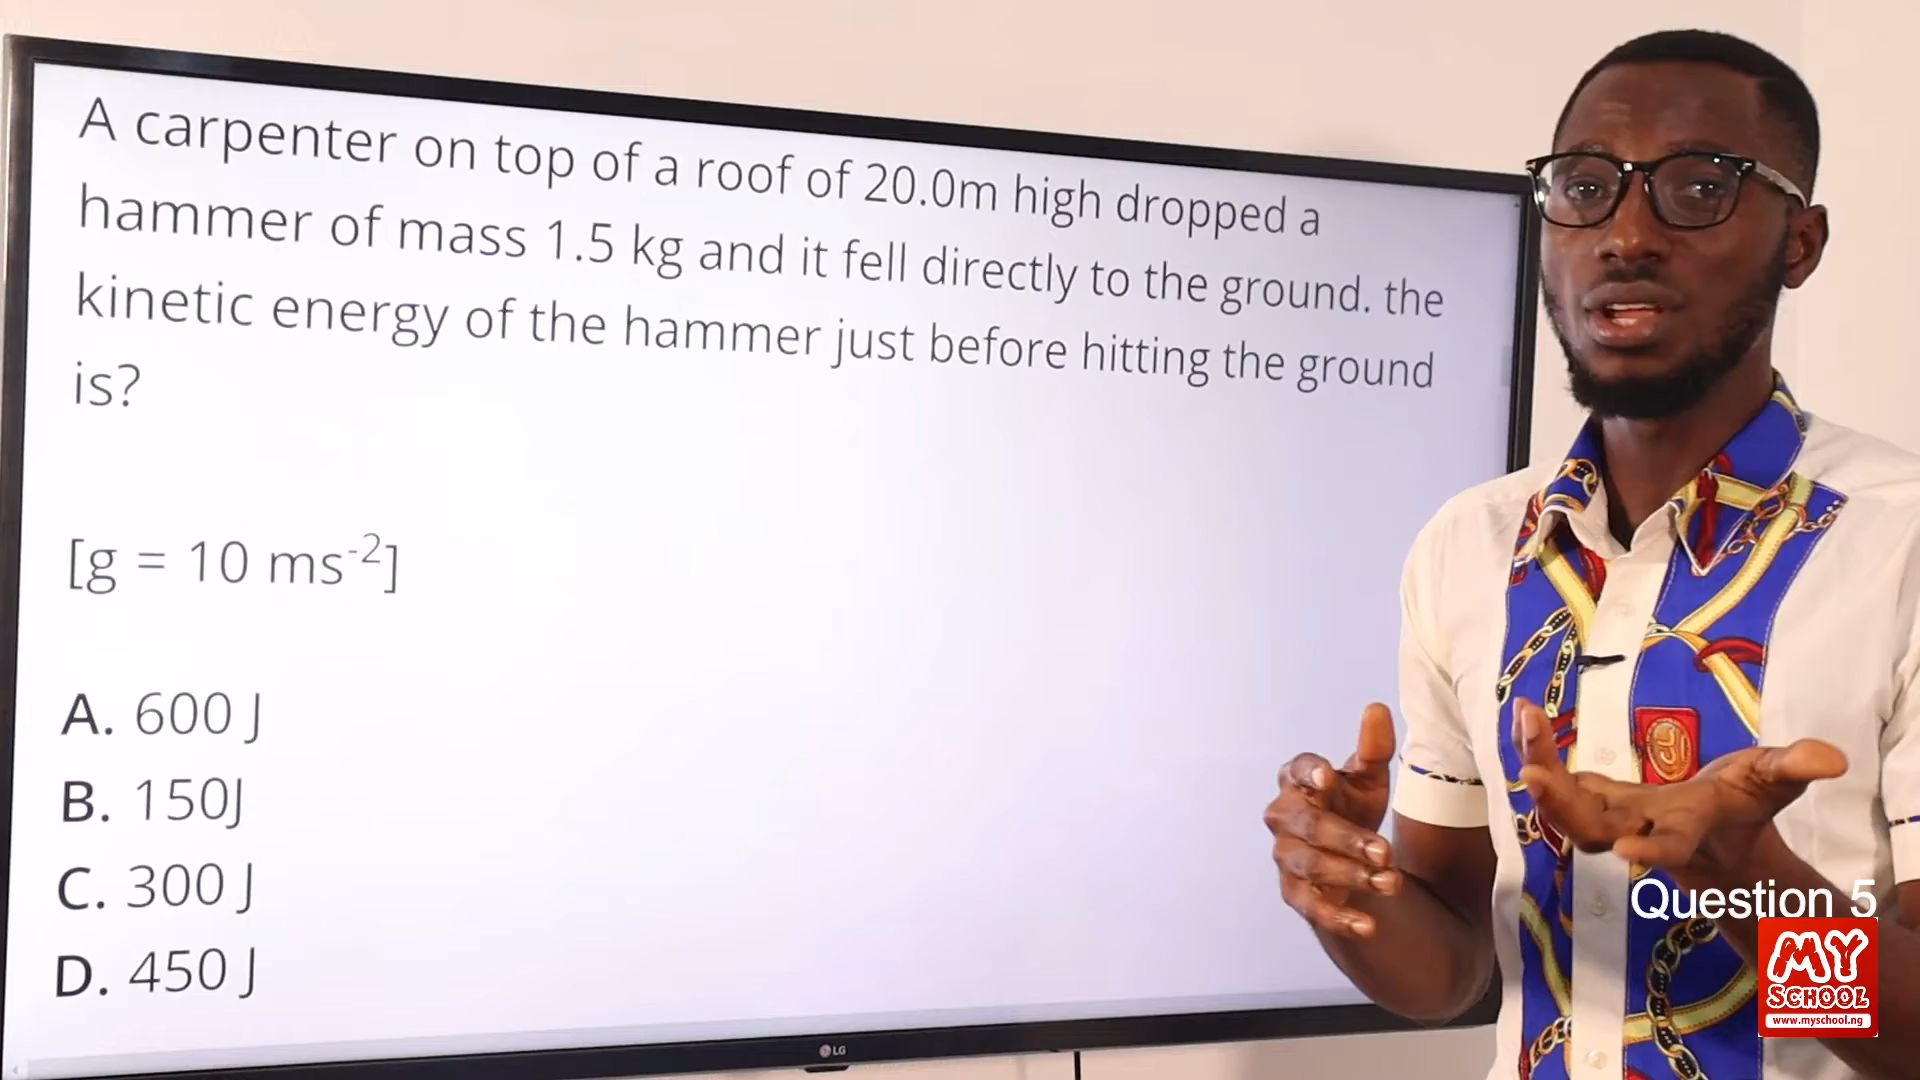 A carpenter on top of a roof of 20.0m high dropped a
hammer of mass 1.5 kg and it fell directly to the ground. the
kinetic energy of the hammer just before hitting the ground
is?
[g = 10 ms⁻²]
A. 600 J
B. 150J
C. 300 J
D. 450 J
LG
Question 5
MY
SCHOOL
www.myschool.ng